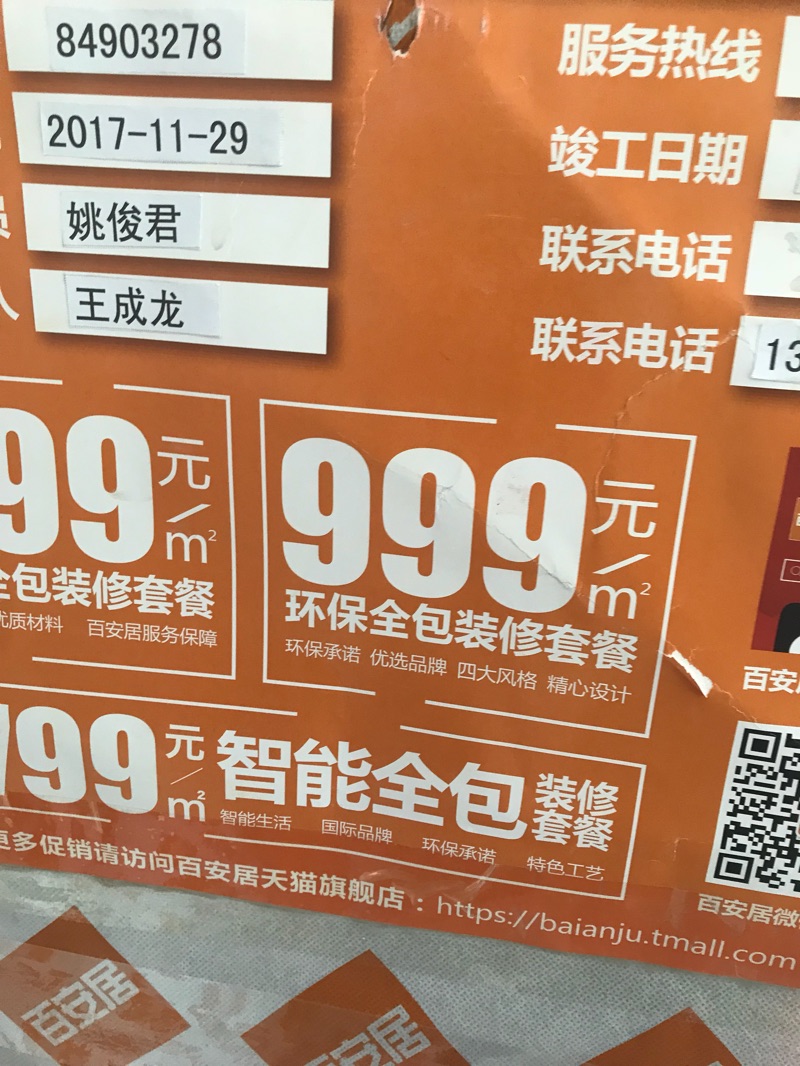 84903278
服务热线
2017-11-29
竣工日期
员
姚俊君
联系电话
人
王成龙
联系电话
13
99元/m²
全包装修套餐
优质材料 百安居服务保障
999元/m²
环保全包装修套餐
环保承诺 优选品牌 四大风格 精心设计
百安居
799元/m²
智能全包装修套餐
智能生活 国际品牌 环保承诺 特色工艺
更多促销请访问百安居天猫旗舰店：https://baianju.tmall.com
百安居微
百安居
百安居